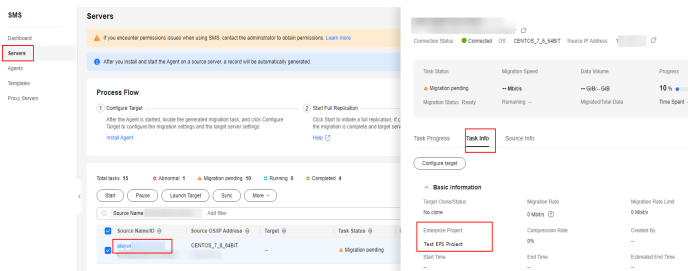 SMS
Dashboard
Servers
Agents
Templates
Proxy Servers
Servers
If you encounter permissions issues when using SMS, contact the administrator to obtain permissions. Learn more
After you install and start the Agent on a source server, a record will be automatically generated.
Process Flow
1 Configure Target
After the Agent is started, locate the generated migration task, and click Configure
Target to configure the migration settings and the target server settings.
Install Agent
2 Start Full Replication
Click Start to initiate a full replication. If
the migration is complete and target serv
Help
Total tasks 15 Abnormal 1 Migration pending 10 Running 0 Completed 4
Start Pause Launch Target Sync More
Source Name Add filter
Source Name/ID Source OS/IP Address Target Task Status
CENTOS_7_6_64BIT -- Migration pending
Connection Status Connected OS CENTOS_7_6_64BIT Source IP Address 1
Task Status Migration Speed Data Volume Progress
Migration pending -- Mbit/s -- GiB/-- GiB 10 %
Migration Status Ready Remaining -- Migrated/Total Data Time Spent -
Task Progress Task Info Source Info
Configure target
Basic Information
Target Clone/Status Migration Rate Migration Rate Limit
No clone 0 Mbit/s 0 Mbit/s
Enterprise Project Compression Rate Created By
Test EPS Project 0% --
Start Time End Time Estimated End Time
-- -- --